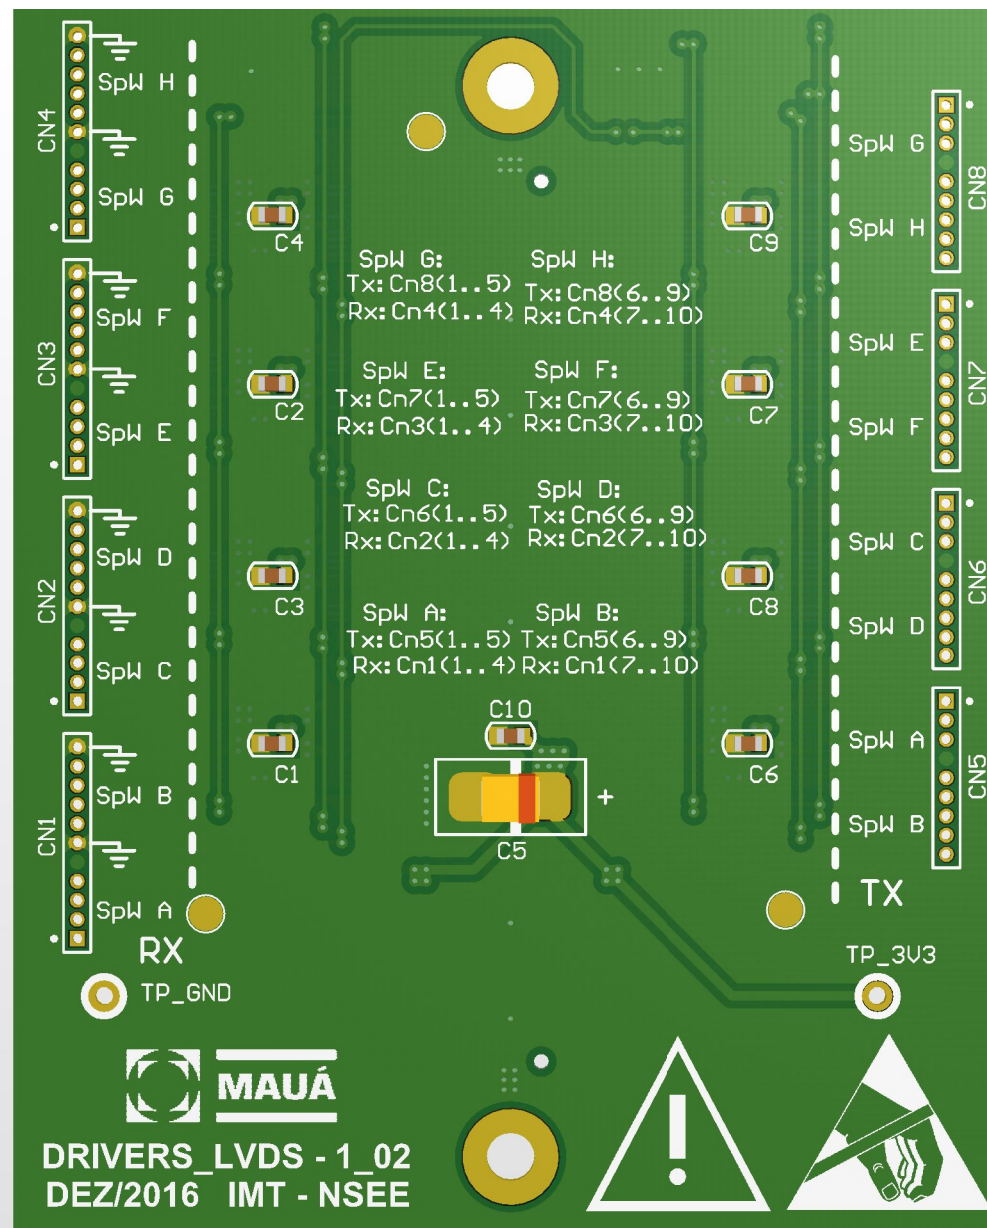 CN4
SpW H
SpW G
CN3
SpW F
SpW E
CN2
SpW D
SpW C
CN1
SpW B
SpW A
RX
TP_GND
C4
C2
C3
C1
SpW G:
Tx:Cn8(1..5)
Rx:Cn4(1..4)
SpW H:
Tx:Cn8(6..9)
Rx:Cn4(7..10)
SpW E:
Tx:Cn7(1..5)
Rx:Cn3(1..4)
SpW F:
Tx:Cn7(6..9)
Rx:Cn3(7..10)
SpW C:
Tx:Cn6(1..5)
Rx:Cn2(1..4)
SpW D:
Tx:Cn6(6..9)
Rx:Cn2(7..10)
SpW A:
Tx:Cn5(1..5)
Rx:Cn1(1..4)
SpW B:
Tx:Cn5(6..9)
Rx:Cn1(7..10)
C10
+
C5
C9
C7
C8
C6
SpW G
SpW H
CN8
SpW E
SpW F
CN7
SpW C
SpW D
CN6
SpW A
SpW B
CN5
TX
TP_3V3
MAUÁ
DRIVERS_LVDS - 1_02
DEZ/2016 IMT - NSEE
!